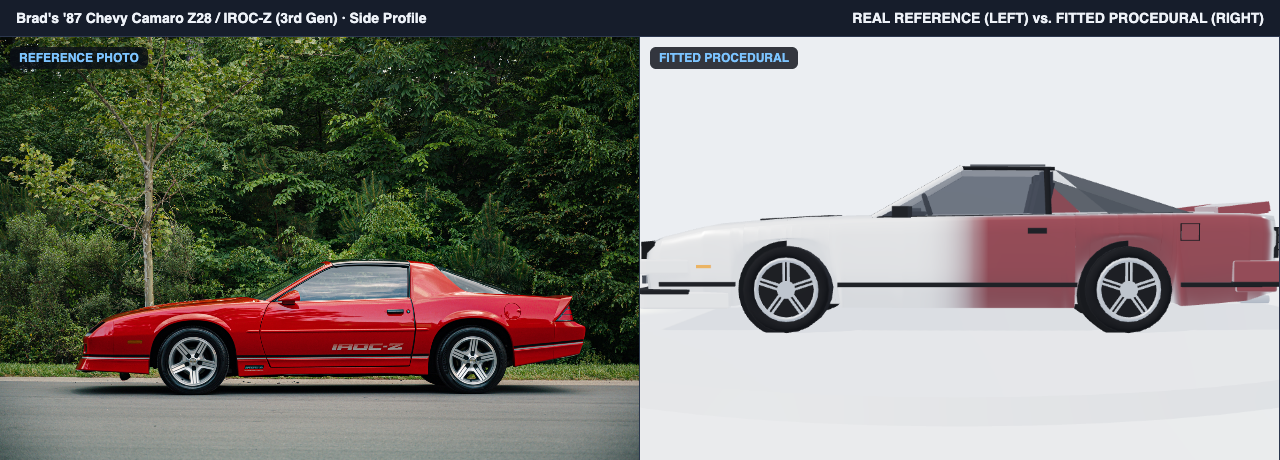 Brad's '87 Chevy Camaro Z28 / IROC-Z (3rd Gen) · Side Profile
REAL REFERENCE (LEFT) vs. FITTED PROCEDURAL (RIGHT)
REFERENCE PHOTO
FITTED PROCEDURAL
IROC-Z